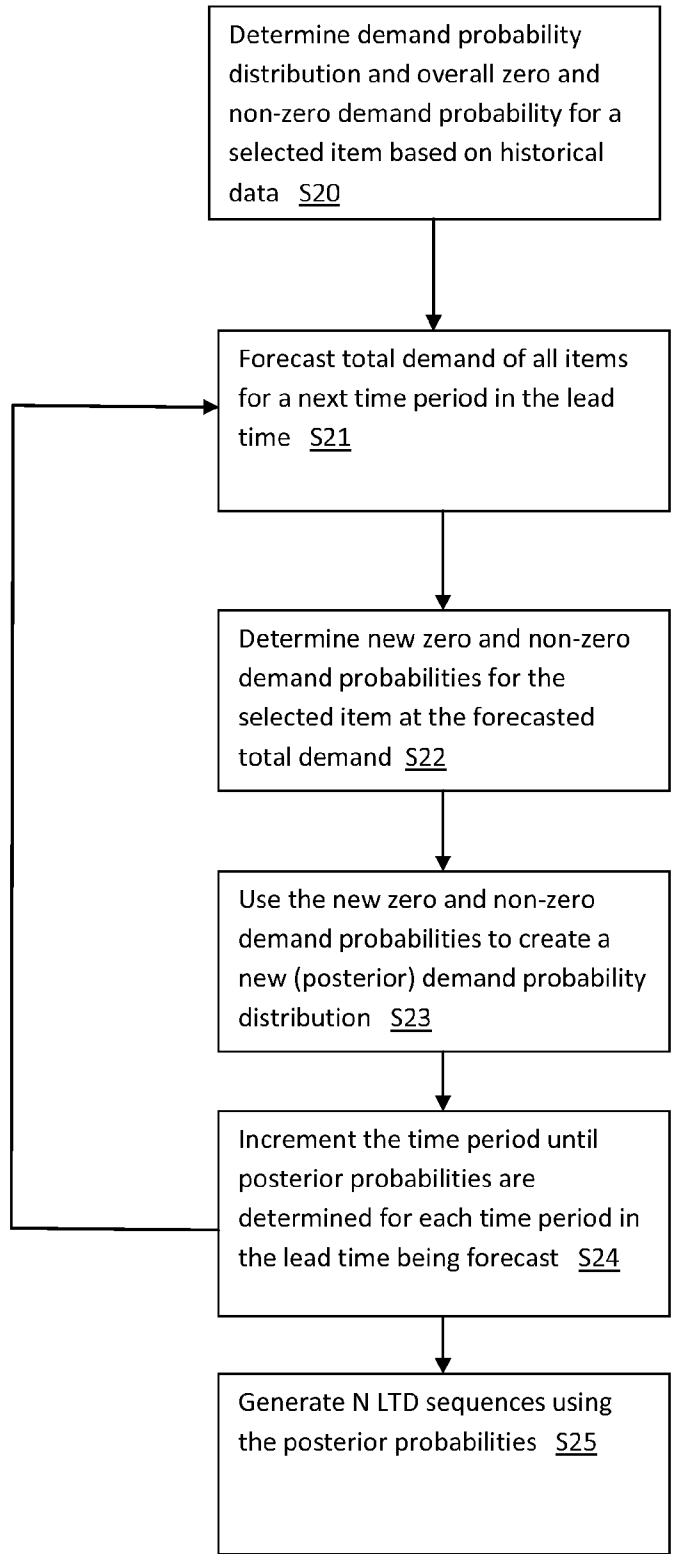 Determine demand probability
distribution and overall zero and
non-zero demand probability for a
selected item based on historical
data S20
Forecast total demand of all items
for a next time period in the lead
time S21
Determine new zero and non-zero
demand probabilities for the
selected item at the forecasted
total demand S22
Use the new zero and non-zero
demand probabilities to create a
new (posterior) demand probability
distribution S23
Increment the time period until
posterior probabilities are
determined for each time period in
the lead time being forecast S24
Generate N LTD sequences using
the posterior probabilities S25